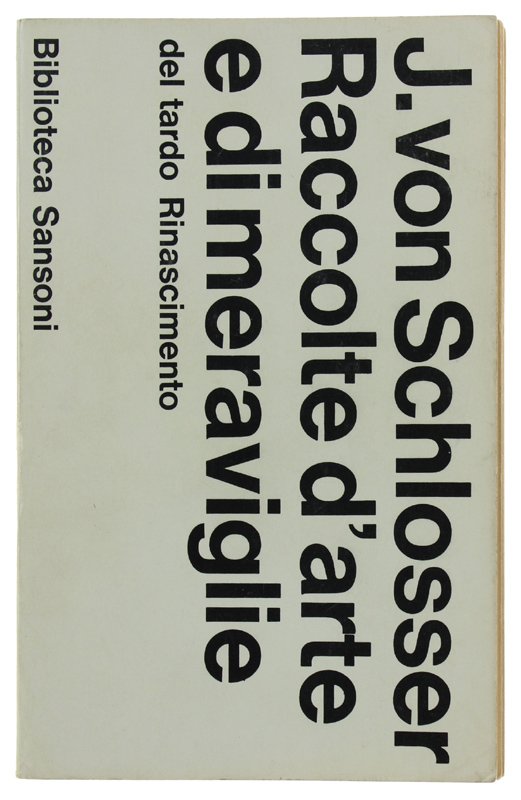 J. von Schlosser
Raccolte d'arte
e di meraviglie
del tardo Rinascimento
Biblioteca Sansoni